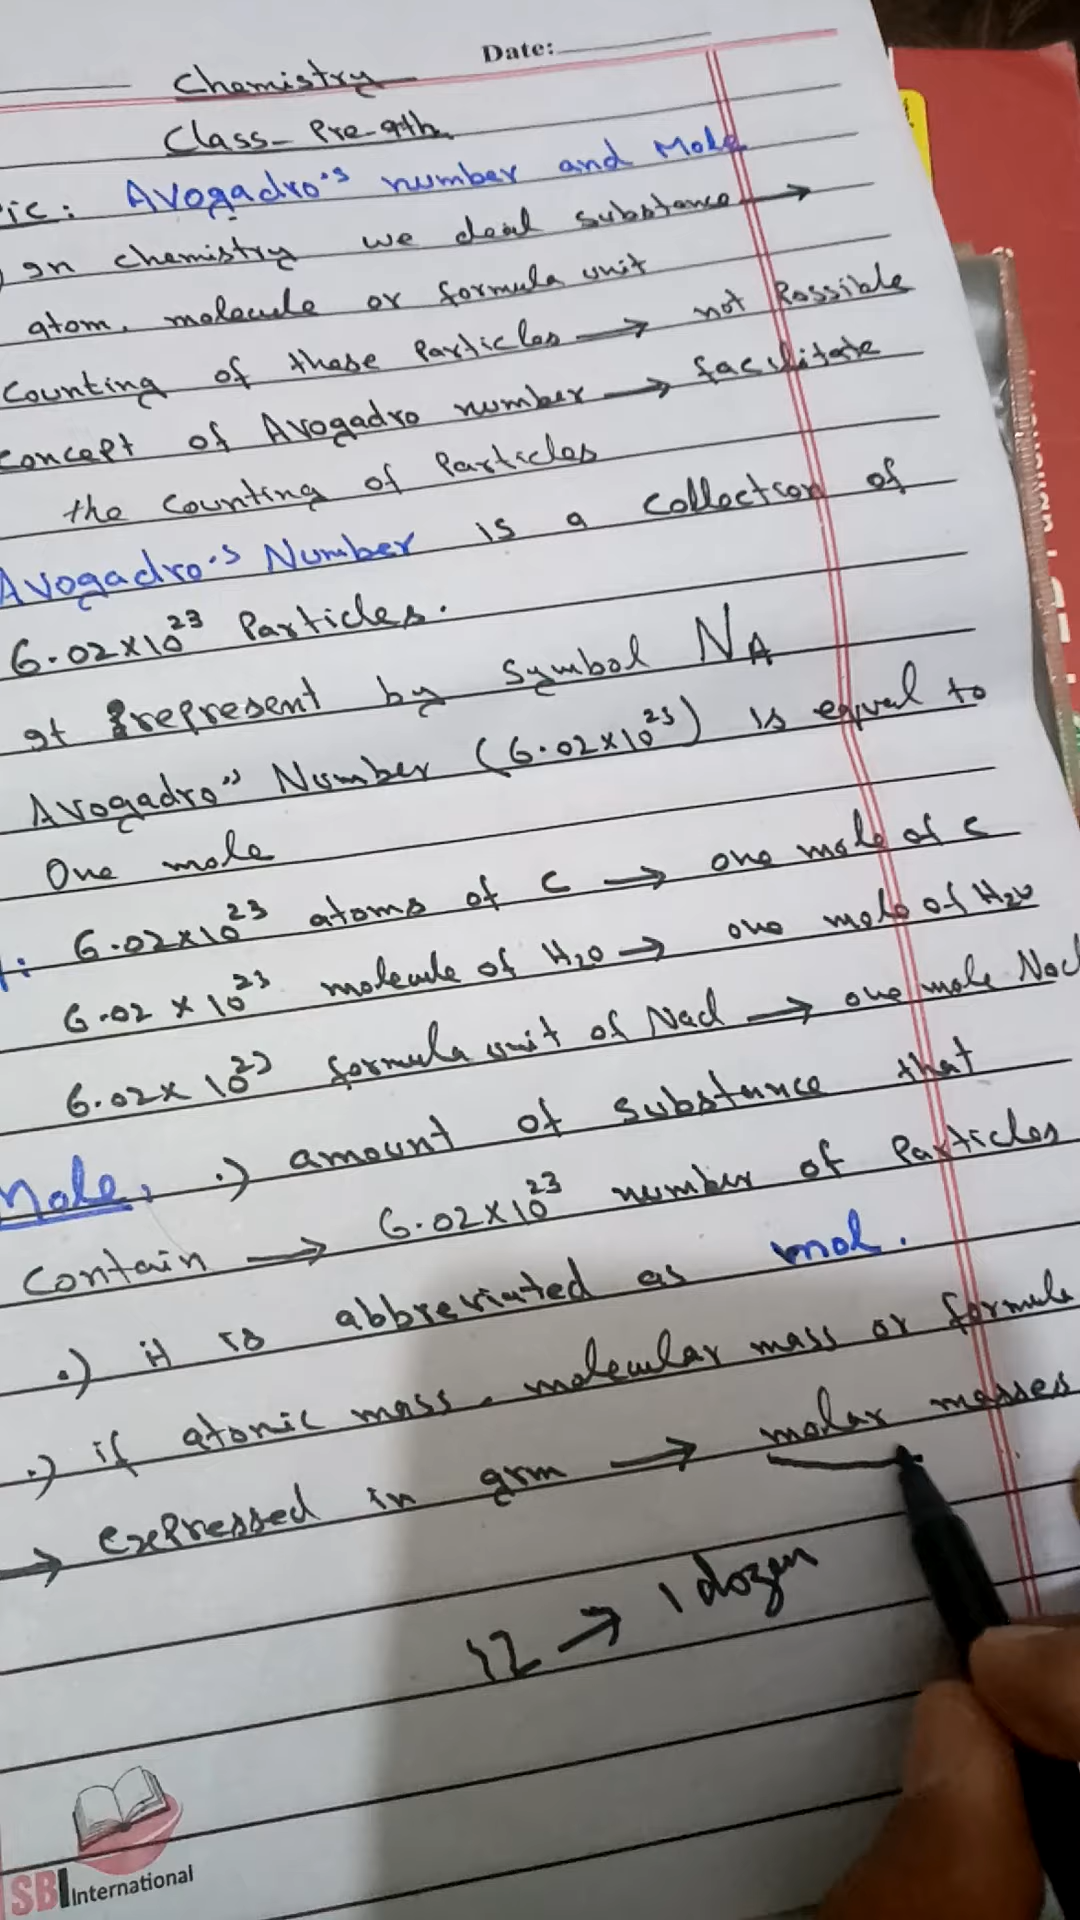 Date:
Chemistry
Class- Pre-9th
ic: Avogadro's number and Mole
In chemistry we deal substance →
atom, molecule or formula unit
Counting of these Particles → not Possible
Concept of Avogadro number → facilitate
the Counting of Particles
Avogadro's Number is a collection of
6.02×10²³ Particles.
It represent by Symbol NA
Avogadro's Number (6.02×10²³) is equal to
One mole
: 6.02×10²³ atoms of C → one mole of C
6.02 × 10²³ molecule of H₂O → one mole of H₂O
6.02× 10²³ formula unit of NaCl → one mole NaCl
Mole, .) amount of substance that
Contain → 6.02×10²³ number of Particles
.) it is abbreviated as mol.
.) if atomic mass, molecular mass or formula
→ expressed in grm → molar masses
12 → 1 dozen
SBI International